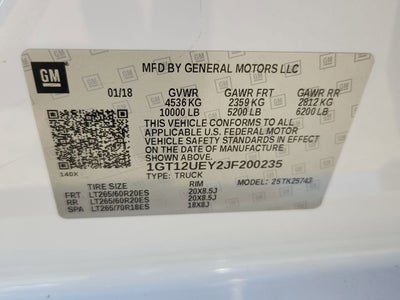 GM
MFD BY GENERAL MOTORS LLC
01/18 GVWR GAWR FRT GAWR RR
4536 KG 2359 KG 2812 KG
10000 LB 5200 LB 6200 LB
THIS VEHICLE CONFORMS TO ALL
APPLICABLE U.S. FEDERAL MOTOR
VEHICLE SAFETY STANDARDS IN
EFFECT ON THE DATE OF
MANUFACTURE SHOWN ABOVE.
140X 1GT12UEY2JF200235
TYPE: TRUCK
TIRE SIZE RIM
FRT LT265/60R20ES 20X8.5J ZSTK25743
RR LT265/60R20ES 20X8.5J
SPA LT265/70R18ES 18X8J